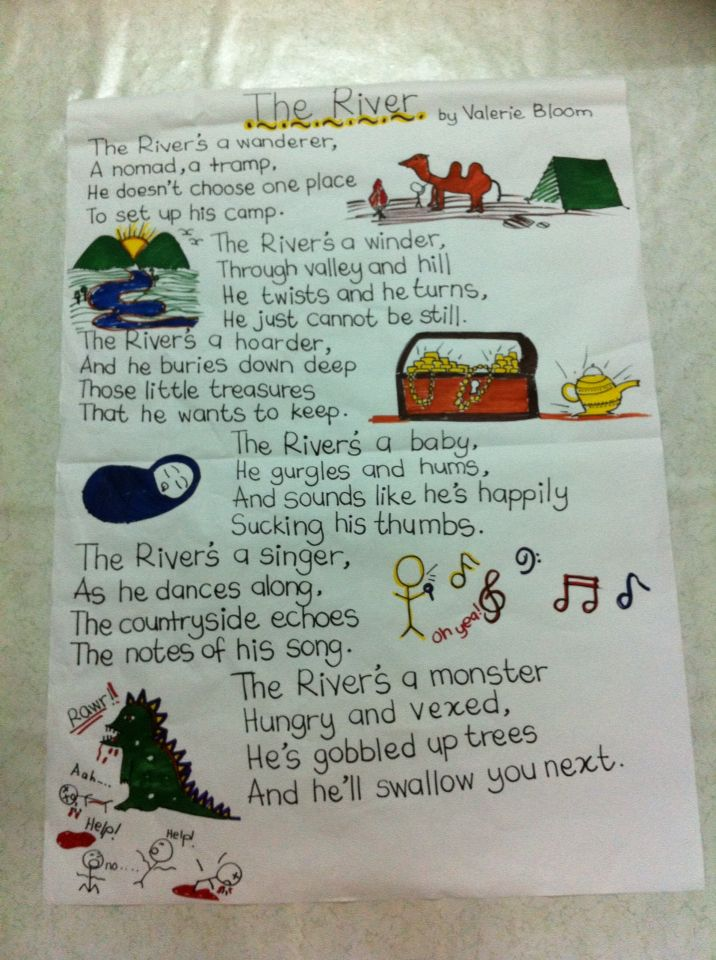 The River by Valerie Bloom
The River's a wanderer,
A nomad, a tramp,
He doesn't choose one place
To set up his camp.
The River's a winder,
Through valley and hill
He twists and he turns,
He just cannot be still.
The River's a hoarder,
And he buries down deep
Those little treasures
That he wants to keep.
The River's a baby,
He gurgles and hums,
And sounds like he's happily
Sucking his thumbs.
The River's a singer,
As he dances along,
The countryside echoes
The notes of his song.
Oh yea!
The River's a monster
Hungry and vexed,
He's gobbled up trees
And he'll swallow you next.
RAWR!!
Aah....
Help!
Help!
no....